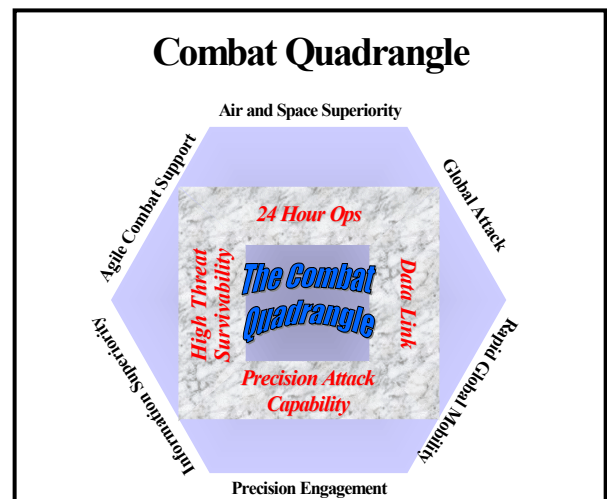 Combat Quadrangle
Air and Space Superiority
Agile Combat Support
Global Attack
24 Hour Ops
High Threat
Survivability
The Combat
Quadrangle
Data Link
Precision Attack
Capability
Information Superiority
Rapid Global Mobility
Precision Engagement